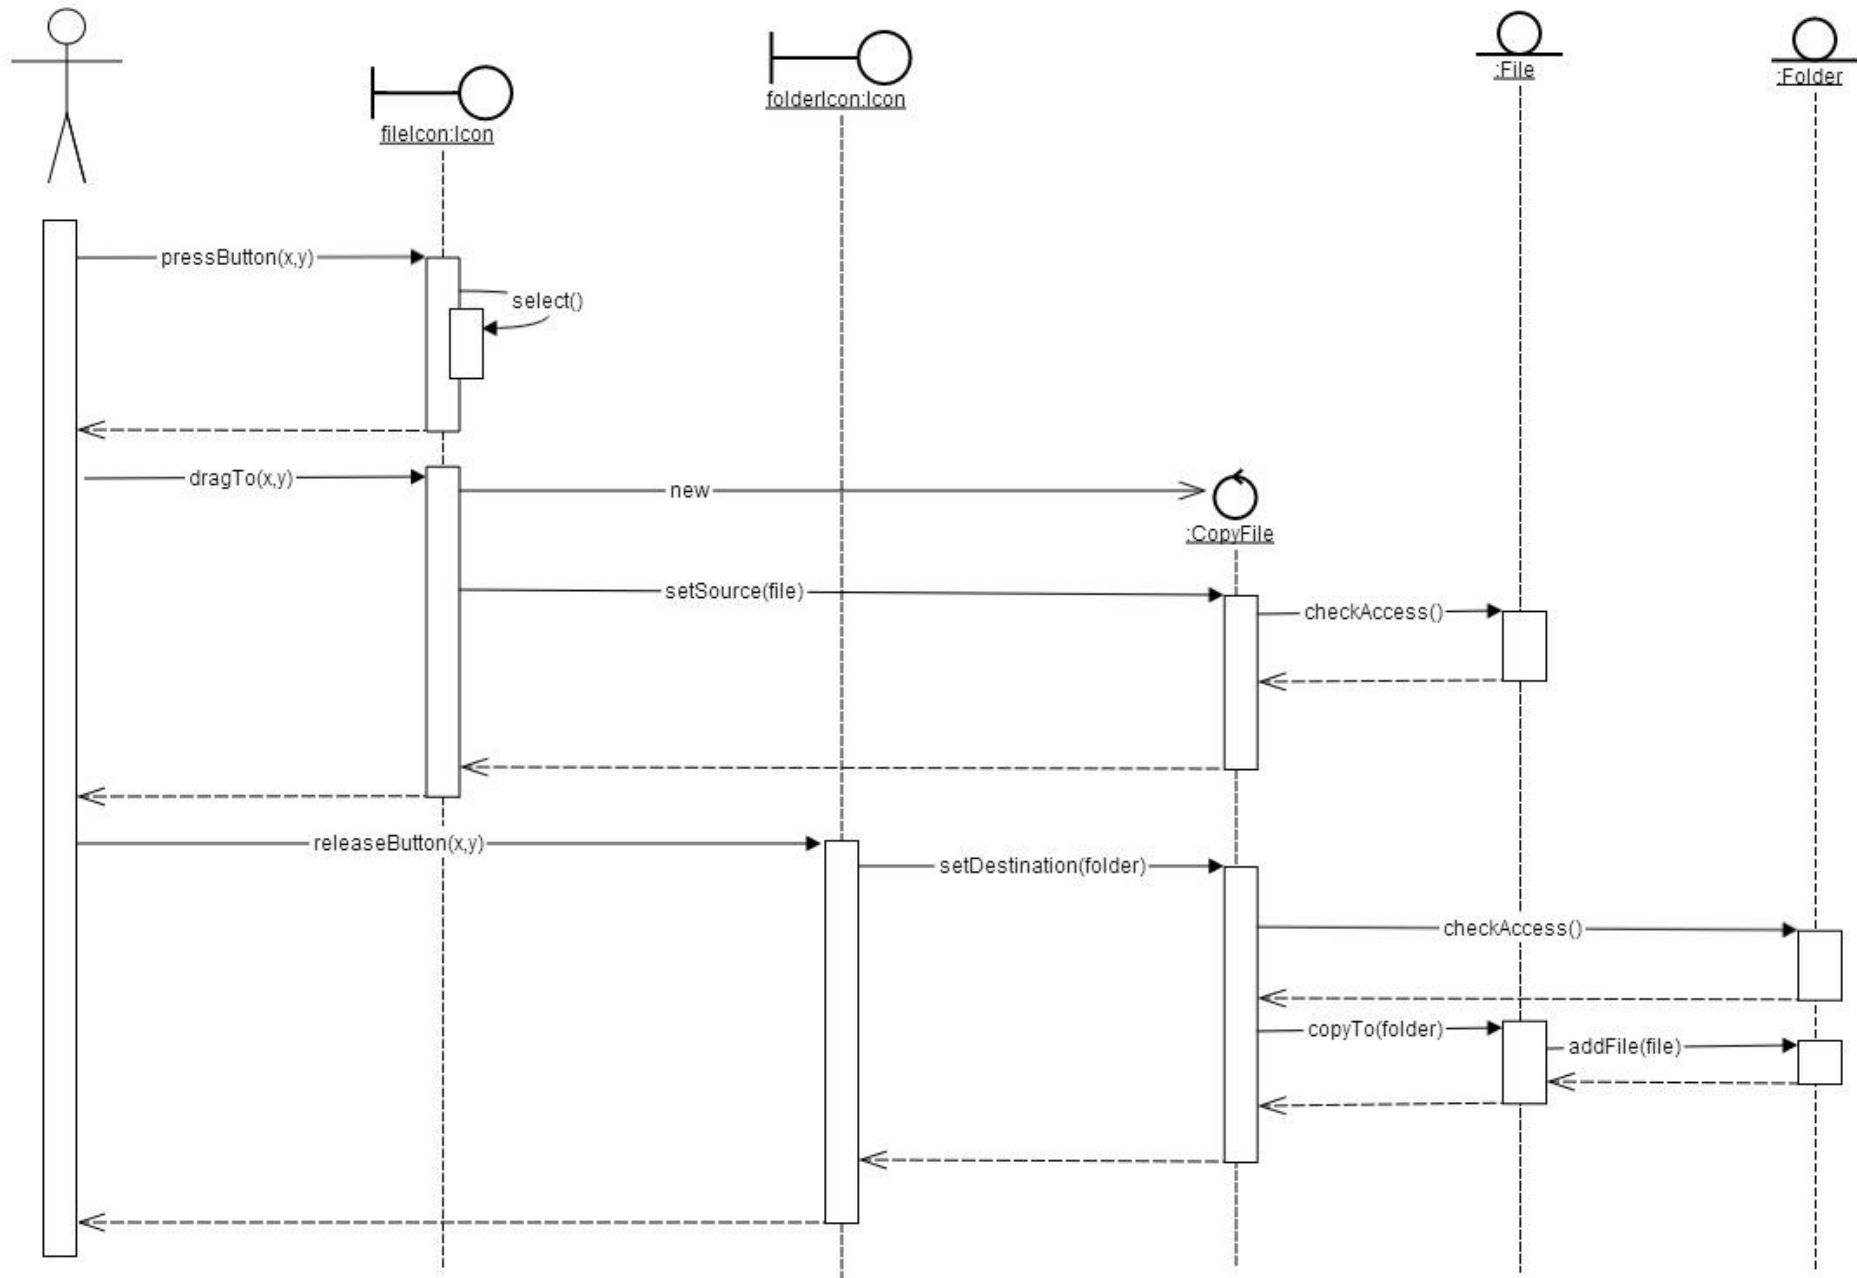 :File
:Folder
folderIcon:Icon
fileIcon:Icon
pressButton(x,y)
select()
dragTo(x,y)
new
:CopyFile
setSource(file)
checkAccess()
releaseButton(x,y)
setDestination(folder)
checkAccess()
copyTo(folder)
addFile(file)